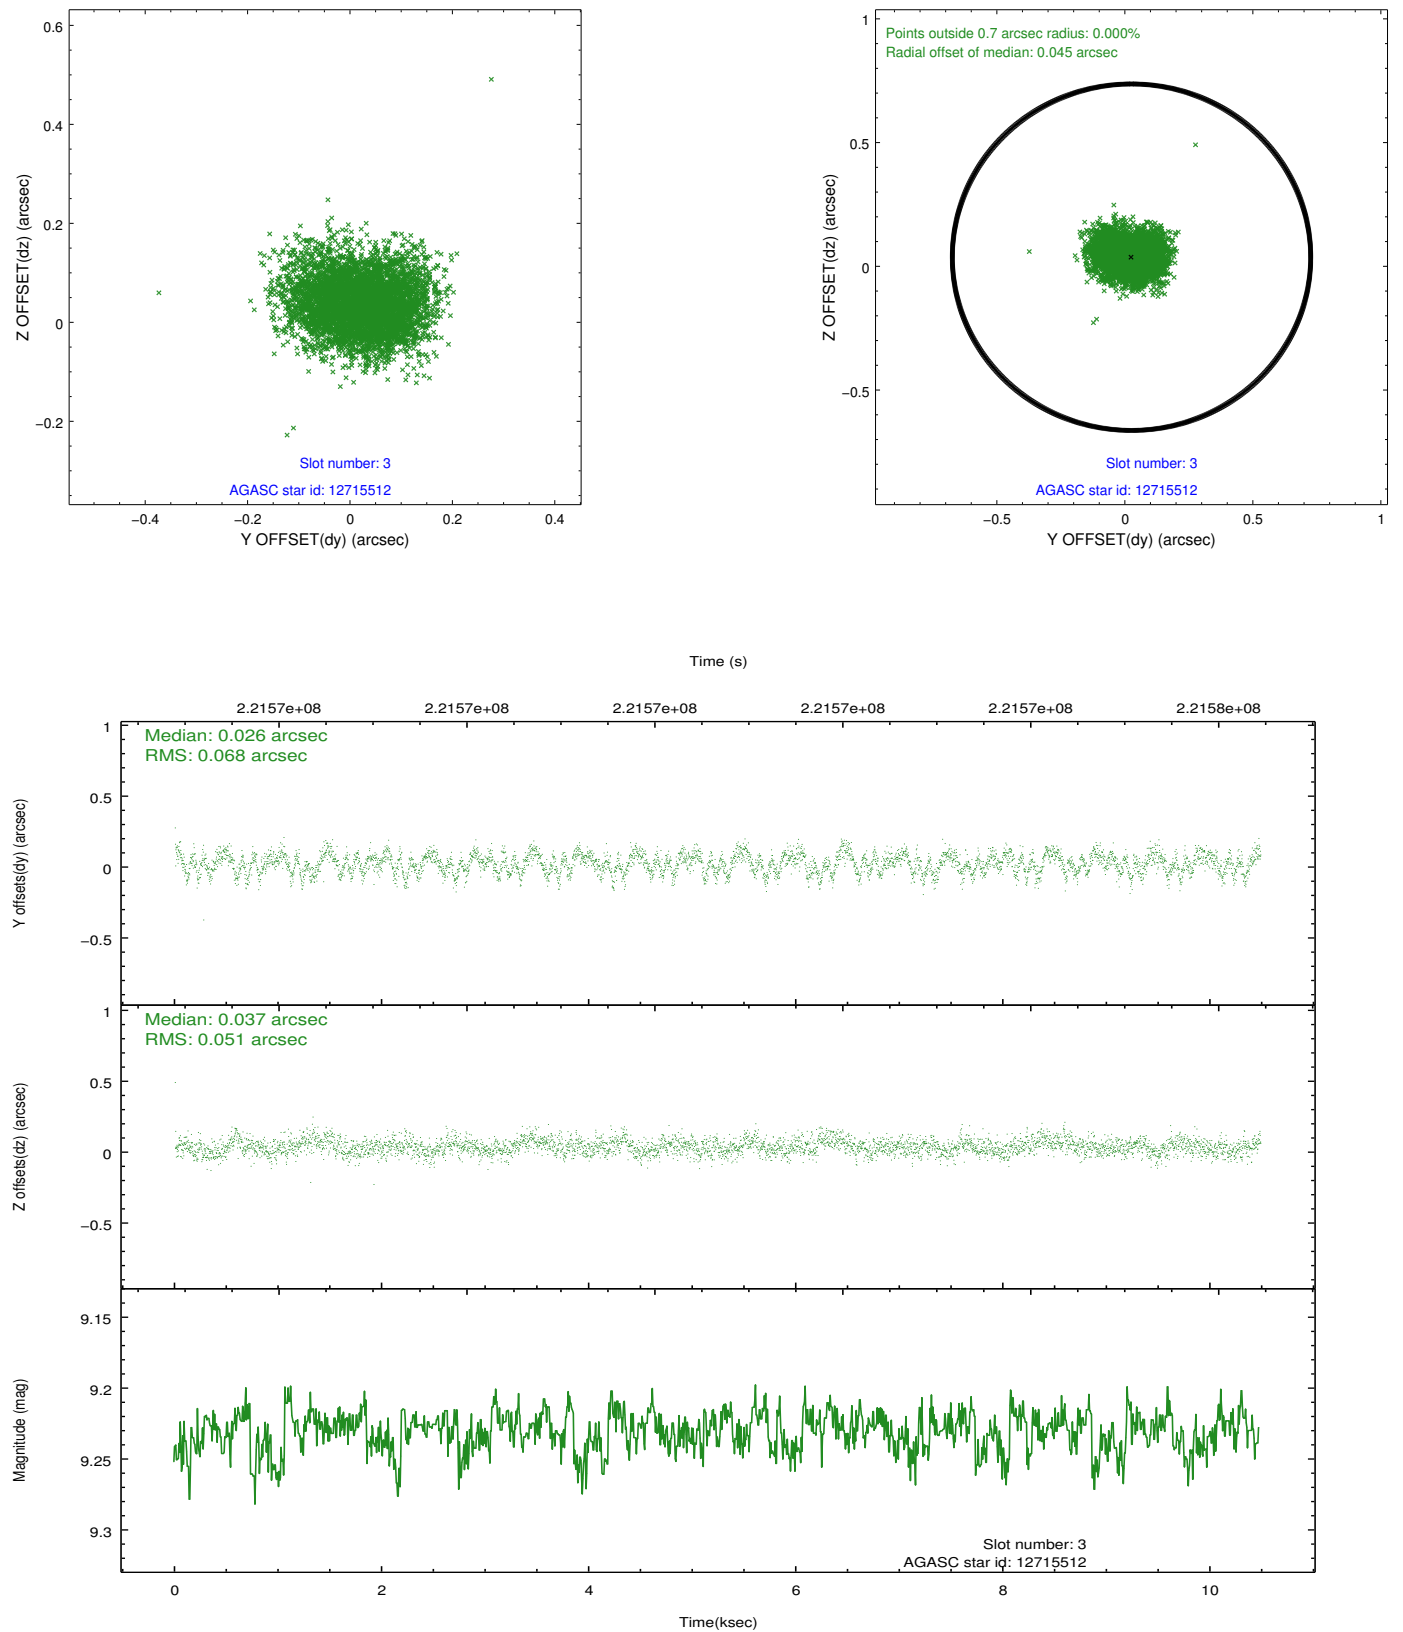 0.6
0.4
0.2
0
−0.2
−0.4
−0.2
0
0.2
0.4
Z OFFSET(dz) (arcsec)
Y OFFSET(dy) (arcsec)
Slot number: 3
AGASC star id: 12715512
Points outside 0.7 arcsec radius: 0.000%
Radial offset of median: 0.045 arcsec
1
0.5
0
−0.5
−0.5
0
0.5
1
Z OFFSET(dz) (arcsec)
Y OFFSET(dy) (arcsec)
Slot number: 3
AGASC star id: 12715512
Time (s)
2.2157e+08 2.2157e+08 2.2157e+08 2.2157e+08 2.2157e+08 2.2158e+08
Median: 0.026 arcsec
RMS: 0.068 arcsec
1
0.5
0
−0.5
Y offsets(dy) (arcsec)
Median: 0.037 arcsec
RMS: 0.051 arcsec
1
0.5
0
−0.5
Z offsets(dz) (arcsec)
9.15
9.2
9.25
9.3
Magnitude (mag)
Slot number: 3
AGASC star id: 12715512
0 2 4 6 8 10
Time(ksec)